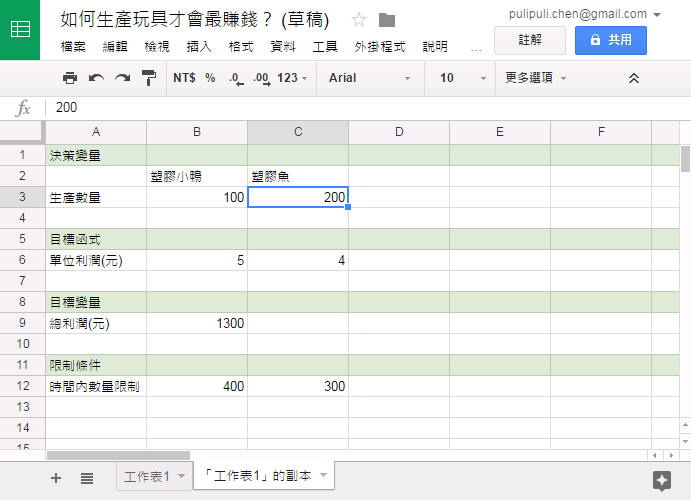 如何生產玩具才會最賺錢？ (草稿)
pulipuli.chen@gmail.com
檔案 編輯 檢視 插入 格式 資料 工具 外掛程式 說明 ...
註解 共用
NT$ % .0 .00 123 Arial 10 更多選項
fx 200
A B C D E F
1 決策變量
2 塑膠小鴨 塑膠魚
3 生產數量 100 200
4
5 目標函式
6 單位利潤(元) 5 4
7
8 目標變量
9 總利潤(元) 1300
10
11 限制條件
12 時間內數量限制 400 300
13
14
15
工作表1 「工作表1」的副本